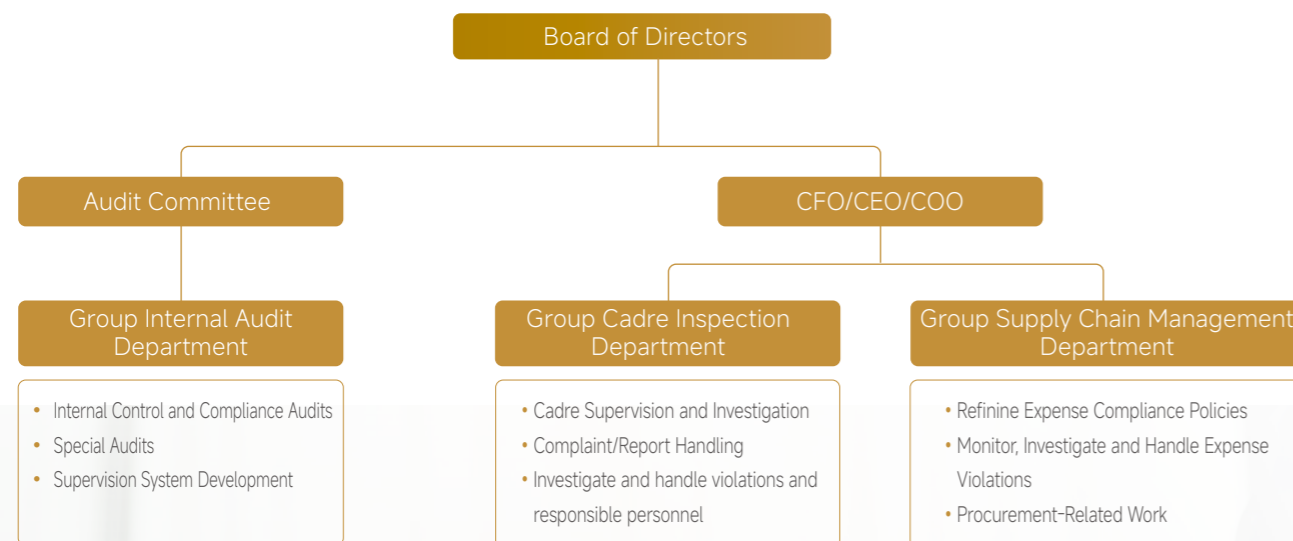 Board of Directors
Audit Committee
CFO/CEO/COO
Group Internal Audit
Department
• Internal Control and Compliance Audits
• Special Audits
• Supervision System Development
Group Cadre Inspection
Department
• Cadre Supervision and Investigation
• Complaint/Report Handling
• Investigate and handle violations and
responsible personnel
Group Supply Chain Management
Department
• Refinine Expense Compliance Policies
• Monitor, Investigate and Handle Expense
Violations
• Procurement-Related Work